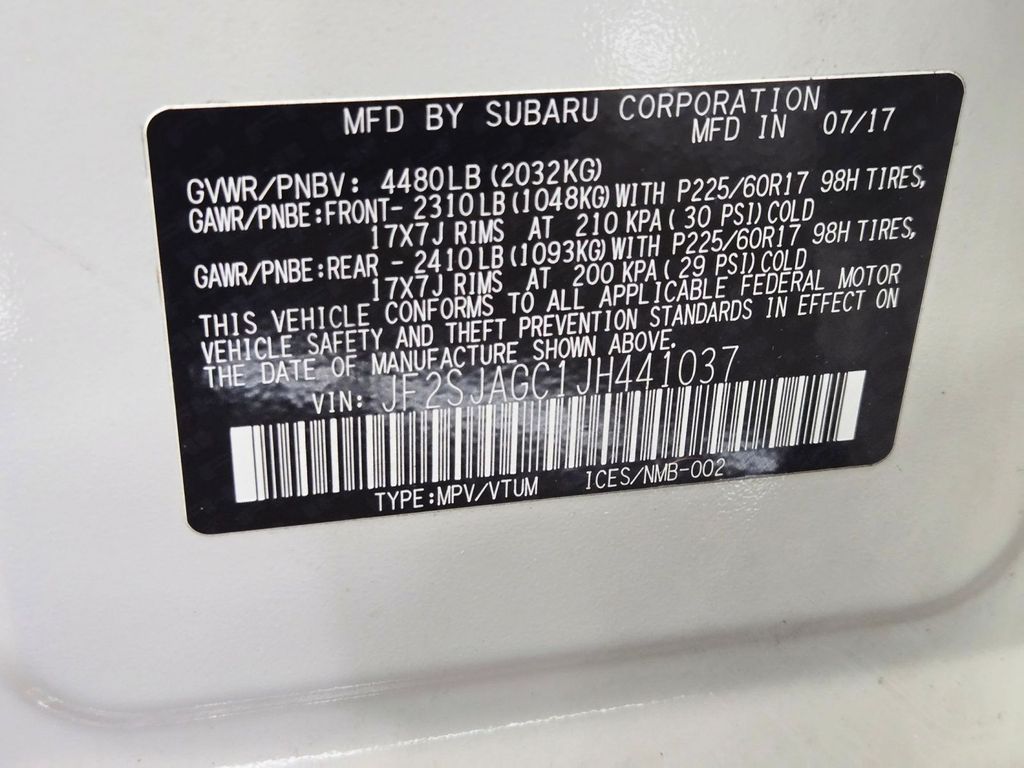 MFD BY SUBARU CORPORATION
MFD IN 07/17
GVWR/PNBV: 4480LB (2032KG)
GAWR/PNBE:FRONT- 2310LB (1048KG) WITH P225/60R17 98H TIRES,
17X7J RIMS AT 210 KPA ( 30 PSI) COLD
GAWR/PNBE:REAR - 2410LB (1093KG) WITH P225/60R17 98H TIRES,
17X7J RIMS AT 200 KPA ( 29 PSI) COLD
THIS VEHICLE CONFORMS TO ALL APPLICABLE FEDERAL MOTOR
VEHICLE SAFETY AND THEFT PREVENTION STANDARDS IN EFFECT ON
THE DATE OF MANUFACTURE SHOWN ABOVE.
VIN: JF2SJAGC1JH441037
TYPE:MPV/VTUM ICES/NMB-002